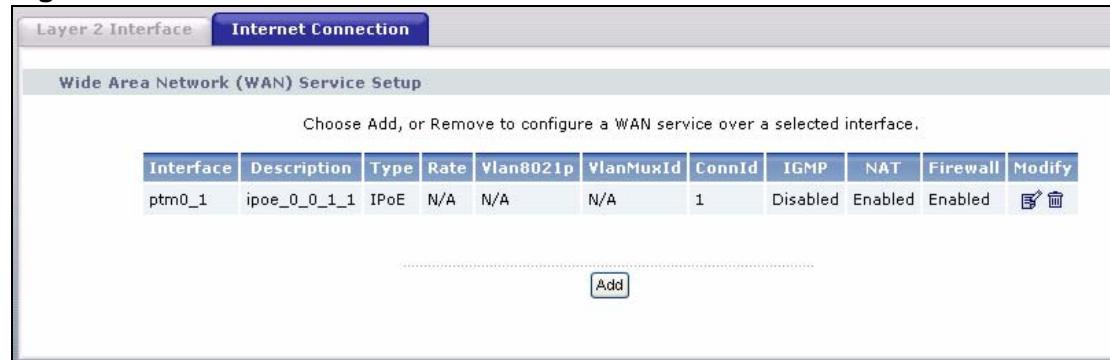 Layer 2 Interface Internet Connection
Wide Area Network (WAN) Service Setup
Choose Add, or Remove to configure a WAN service over a selected interface.
Interface Description Type Rate Vlan8021p VlanMuxId ConnId IGMP NAT Firewall Modify
ptm0_1 ipoe_0_0_1_1 IPoE N/A N/A N/A 1 Disabled Enabled Enabled
Add